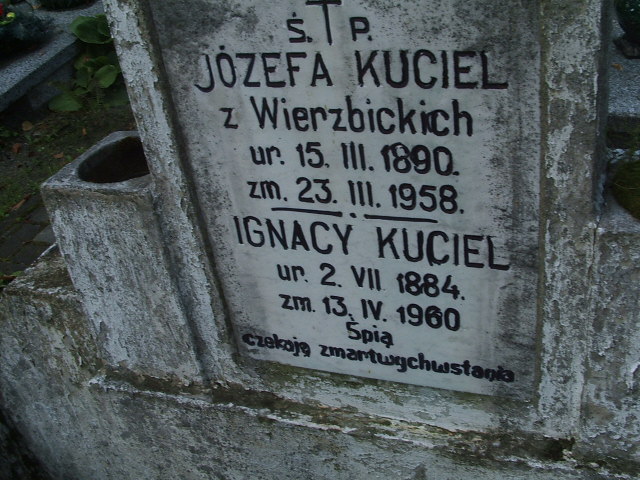 Ś. P.
JÓZEFA KUCIEL
z Wierzbickich
ur. 15. III. 1890.
zm. 23. III. 1958.
IGNACY KUCIEL
ur. 2. VII 1884.
zm. 13. IV. 1960
Śpią
czekoję zmartwychwstania